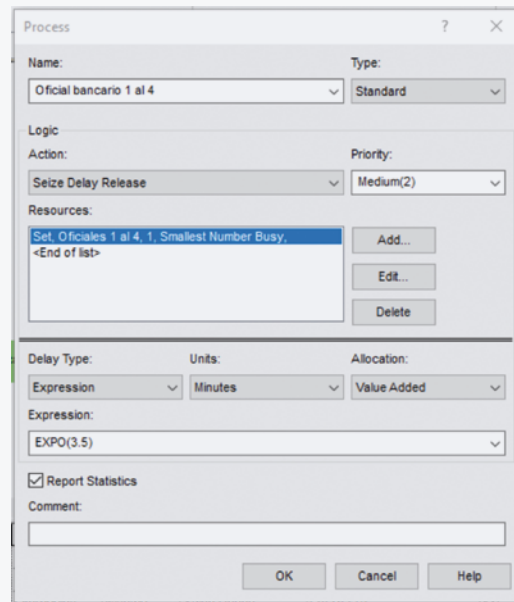 Process ?
Name: Type:
Oficial bancario 1 al 4 Standard
Logic
Action: Priority:
Seize Delay Release Medium(2)
Resources:
Set, Oficiales 1 al 4, 1, Smallest Number Busy,
<End of list>
Add...
Edit...
Delete
Delay Type: Units: Allocation:
Expression Minutes Value Added
Expression:
EXPO(3.5)
Report Statistics
Comment:
OK Cancel Help